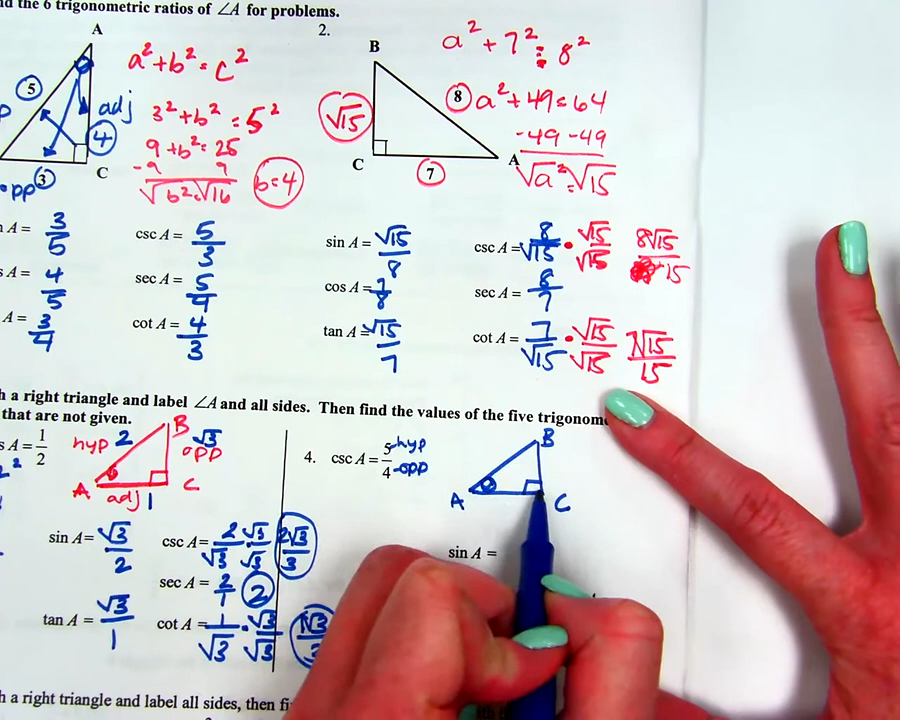 nd the 6 trigonometric ratios of ∠A for problems.
A
5
adj
4
opp 3
C
a² + b² = c²
3² + b² = 5²
9 + b² = 25
-9 9
√b² = √16
b = 4
A = 3/5
csc A = 5/3
s A = 4/5
sec A = 5/4
A = 3/4
cot A = 4/3
2.
B
√15
8
C
7
A
a² + 7² = 8²
a² + 49 = 64
-49 -49
√a² = √15
sin A = √15/8
csc A = 8/√15 • √15/√15 8√15/15
cos A = 7/8
sec A = 8/7
tan A = √15/7
cot A = 7/√15 • √15/√15 7√15/15
h a right triangle and label ∠A and all sides. Then find the values of the five trigonom
that are not given.
s A = 1/2
hyp 2
B
√3
opp
A
adj 1
C
sin A = √3/2
csc A = 2/√3 • √3/√3 2√3/3
sec A = 2/1 2
tan A = √3/1
cot A = 1/√3 • √3/√3
4. csc A = 5/4 -hyp -opp
B
A
C
sin A =
h a right triangle and label all sides, then fi